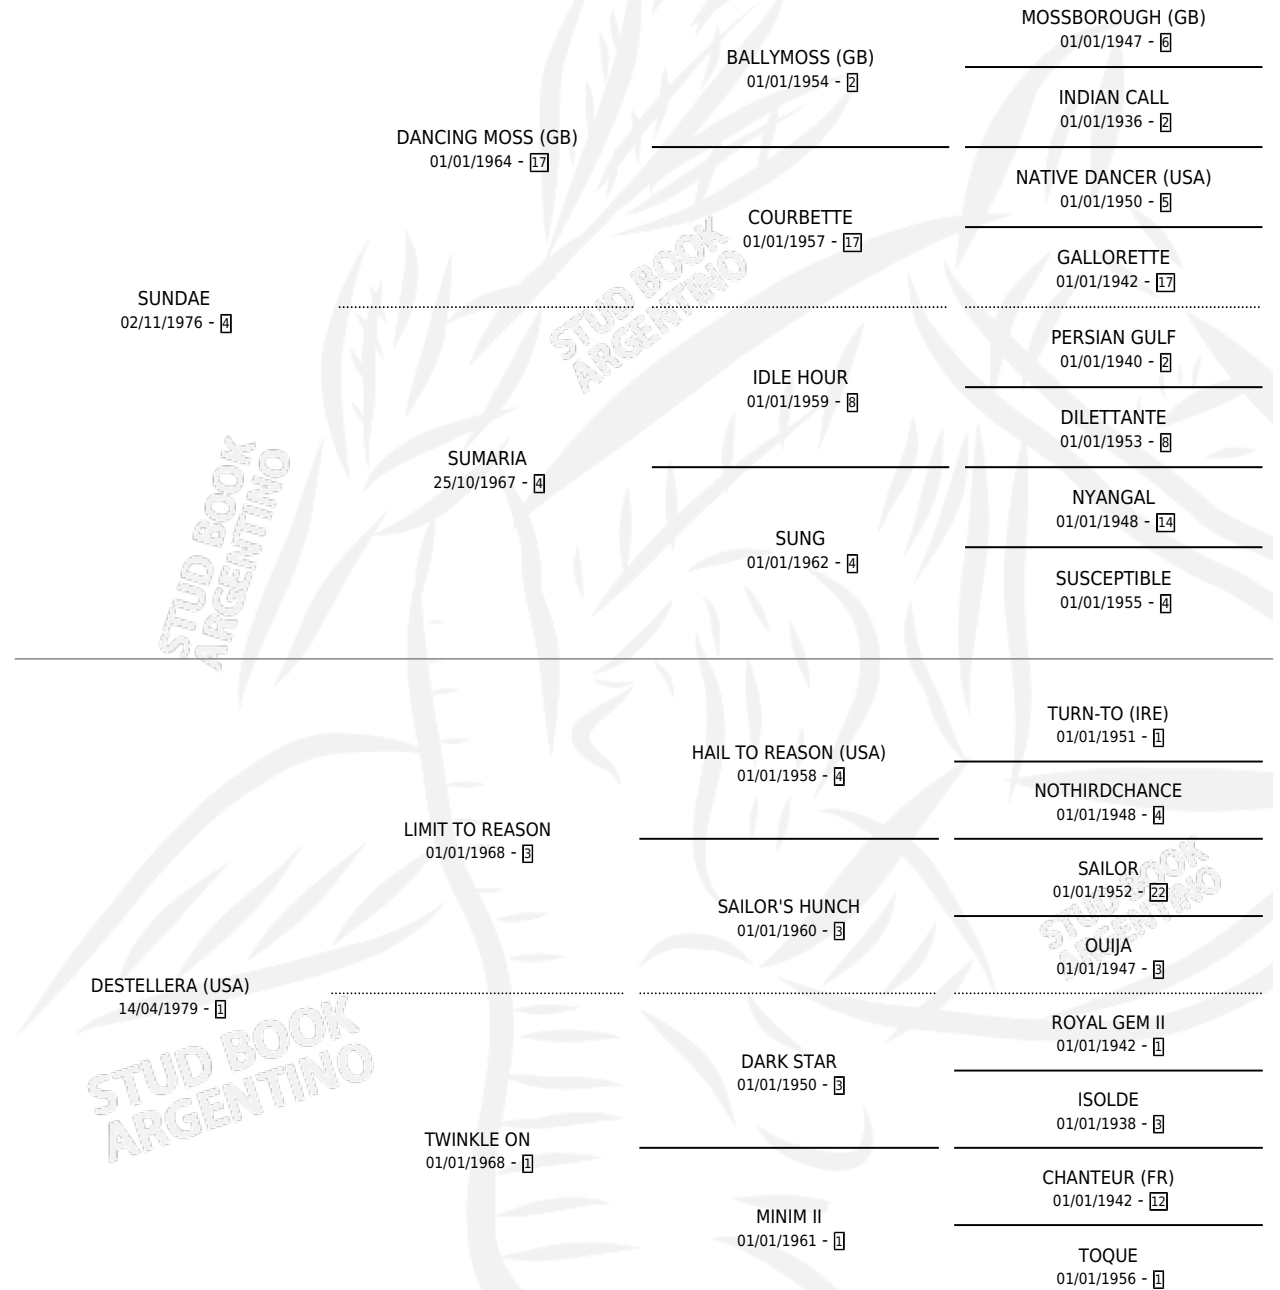 MOSSBOROUGH (GB)
01/01/1947 - 6
BALLYMOSS (GB)
01/01/1954 - 2
INDIAN CALL
01/01/1936 - 2
DANCING MOSS (GB)
01/01/1964 - 17
NATIVE DANCER (USA)
01/01/1950 - 5
COURBETTE
01/01/1957 - 17
GALLORETTE
01/01/1942 - 17
SUNDAE
02/11/1976 - 4
PERSIAN GULF
01/01/1940 - 2
IDLE HOUR
01/01/1959 - 8
DILETTANTE
01/01/1953 - 8
SUMARIA
25/10/1967 - 4
NYANGAL
01/01/1948 - 14
SUNG
01/01/1962 - 4
SUSCEPTIBLE
01/01/1955 - 4
STUD BOOK
ARGENTINO
STUD BOOK
ARGENTINO
TURN-TO (IRE)
01/01/1951 - 1
HAIL TO REASON (USA)
01/01/1958 - 4
NOTHIRDCHANCE
01/01/1948 - 4
LIMIT TO REASON
01/01/1968 - 3
SAILOR
01/01/1952 - 22
SAILOR'S HUNCH
01/01/1960 - 3
OUIJA
01/01/1947 - 3
DESTELLERA (USA)
14/04/1979 - 1
ROYAL GEM II
01/01/1942 - 1
DARK STAR
01/01/1950 - 3
ISOLDE
01/01/1938 - 3
TWINKLE ON
01/01/1968 - 1
CHANTEUR (FR)
01/01/1942 - 12
MINIM II
01/01/1961 - 1
TOQUE
01/01/1956 - 1
STUD BOOK
ARGENTINO
STUD BOOK
ARGENTINO